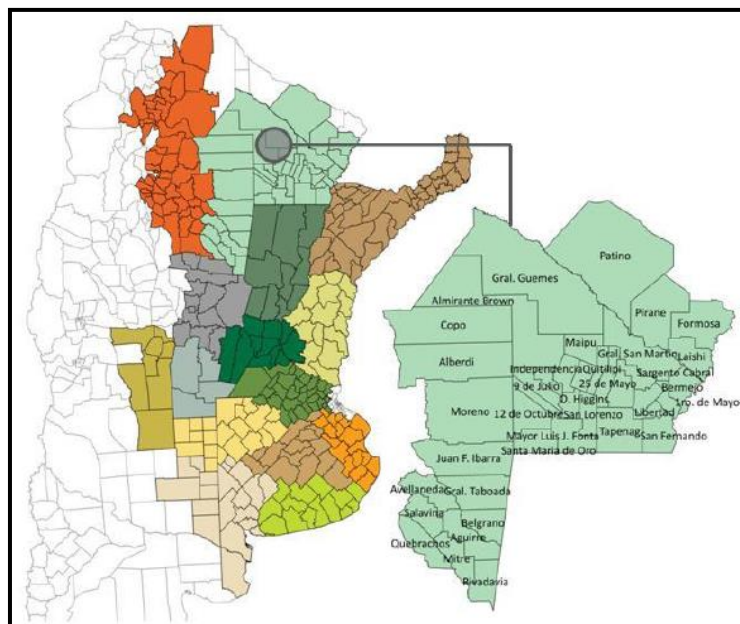 Patino
Gral. Guemes
Almirante Brown
Pirane
Copo
Formosa
Maipu
Gral. San Martin
Leishi
Alberdi
Independencia Quitilipi
Sargento Cabral
9 de Julio
25 de Mayo
Bermejo
D. Higgins
1ro. de Mayo
Moreno
12 de Octubre San Lorenzo
Libertad
Tapenag
Mayor Luis J. Fonta
San Fernando
Santa Maria de Oro
Juan F. Ibarra
Avellaneda
Gral. Taboada
Salavina
Belgrano
Aguirre
Quebrachos
Mitre
Rivadavia